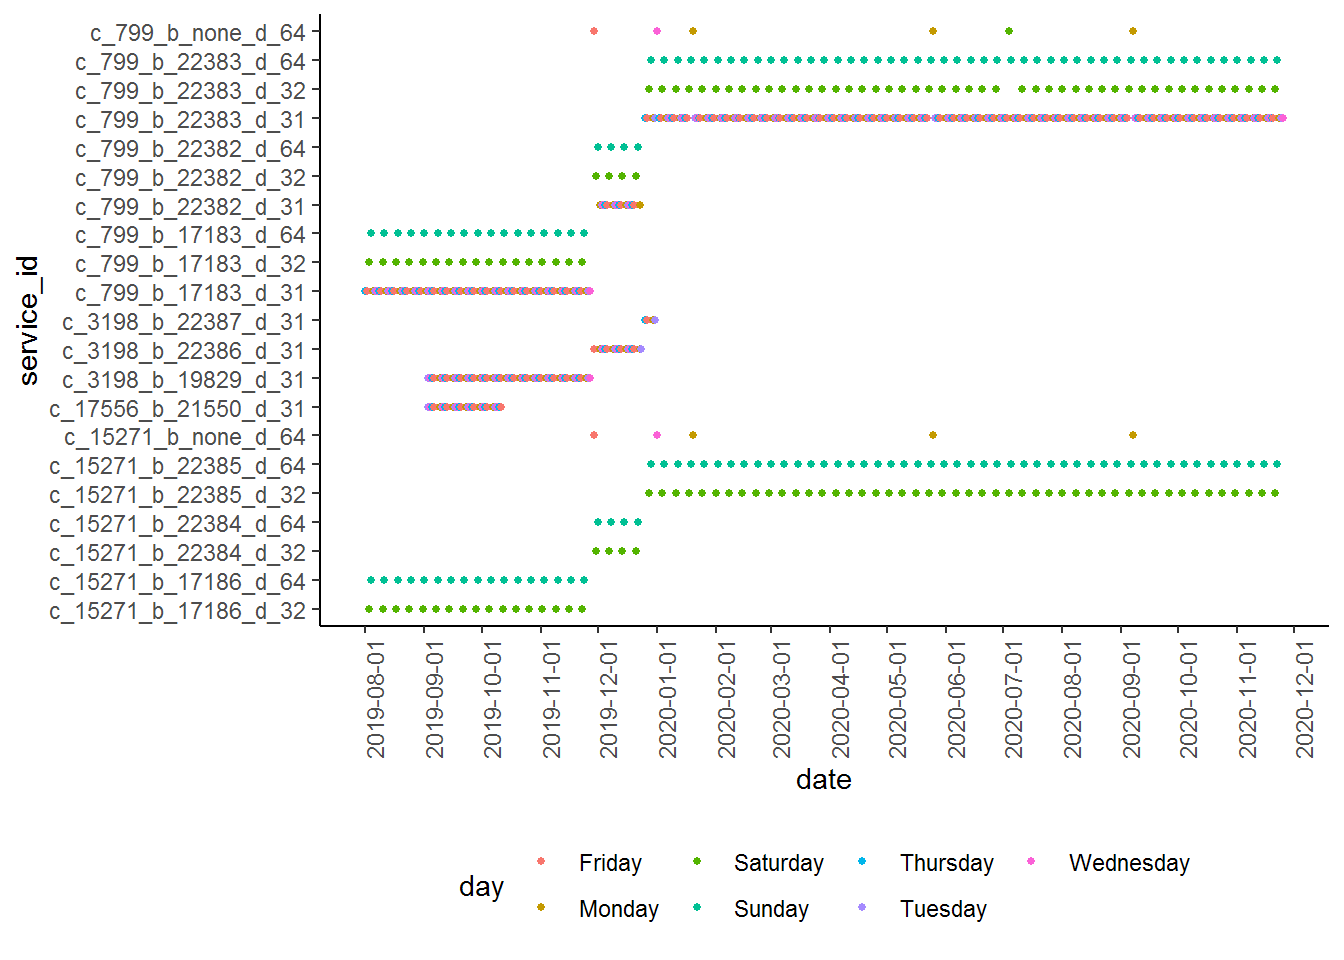 c_799_b_none_d_64
c_799_b_22383_d_64
c_799_b_22383_d_32
c_799_b_22383_d_31
c_799_b_22382_d_64
c_799_b_22382_d_32
c_799_b_22382_d_31
c_799_b_17183_d_64
c_799_b_17183_d_32
c_799_b_17183_d_31
c_3198_b_22387_d_31
c_3198_b_22386_d_31
c_3198_b_19829_d_31
c_17556_b_21550_d_31
c_15271_b_none_d_64
c_15271_b_22385_d_64
c_15271_b_22385_d_32
c_15271_b_22384_d_64
c_15271_b_22384_d_32
c_15271_b_17186_d_64
c_15271_b_17186_d_32
service_id
2019-08-01
2019-09-01
2019-10-01
2019-11-01
2019-12-01
2020-01-01
2020-02-01
2020-03-01
2020-04-01
2020-05-01
2020-06-01
2020-07-01
2020-08-01
2020-09-01
2020-10-01
2020-11-01
2020-12-01
date
day
Friday Saturday Thursday Wednesday
Monday Sunday Tuesday